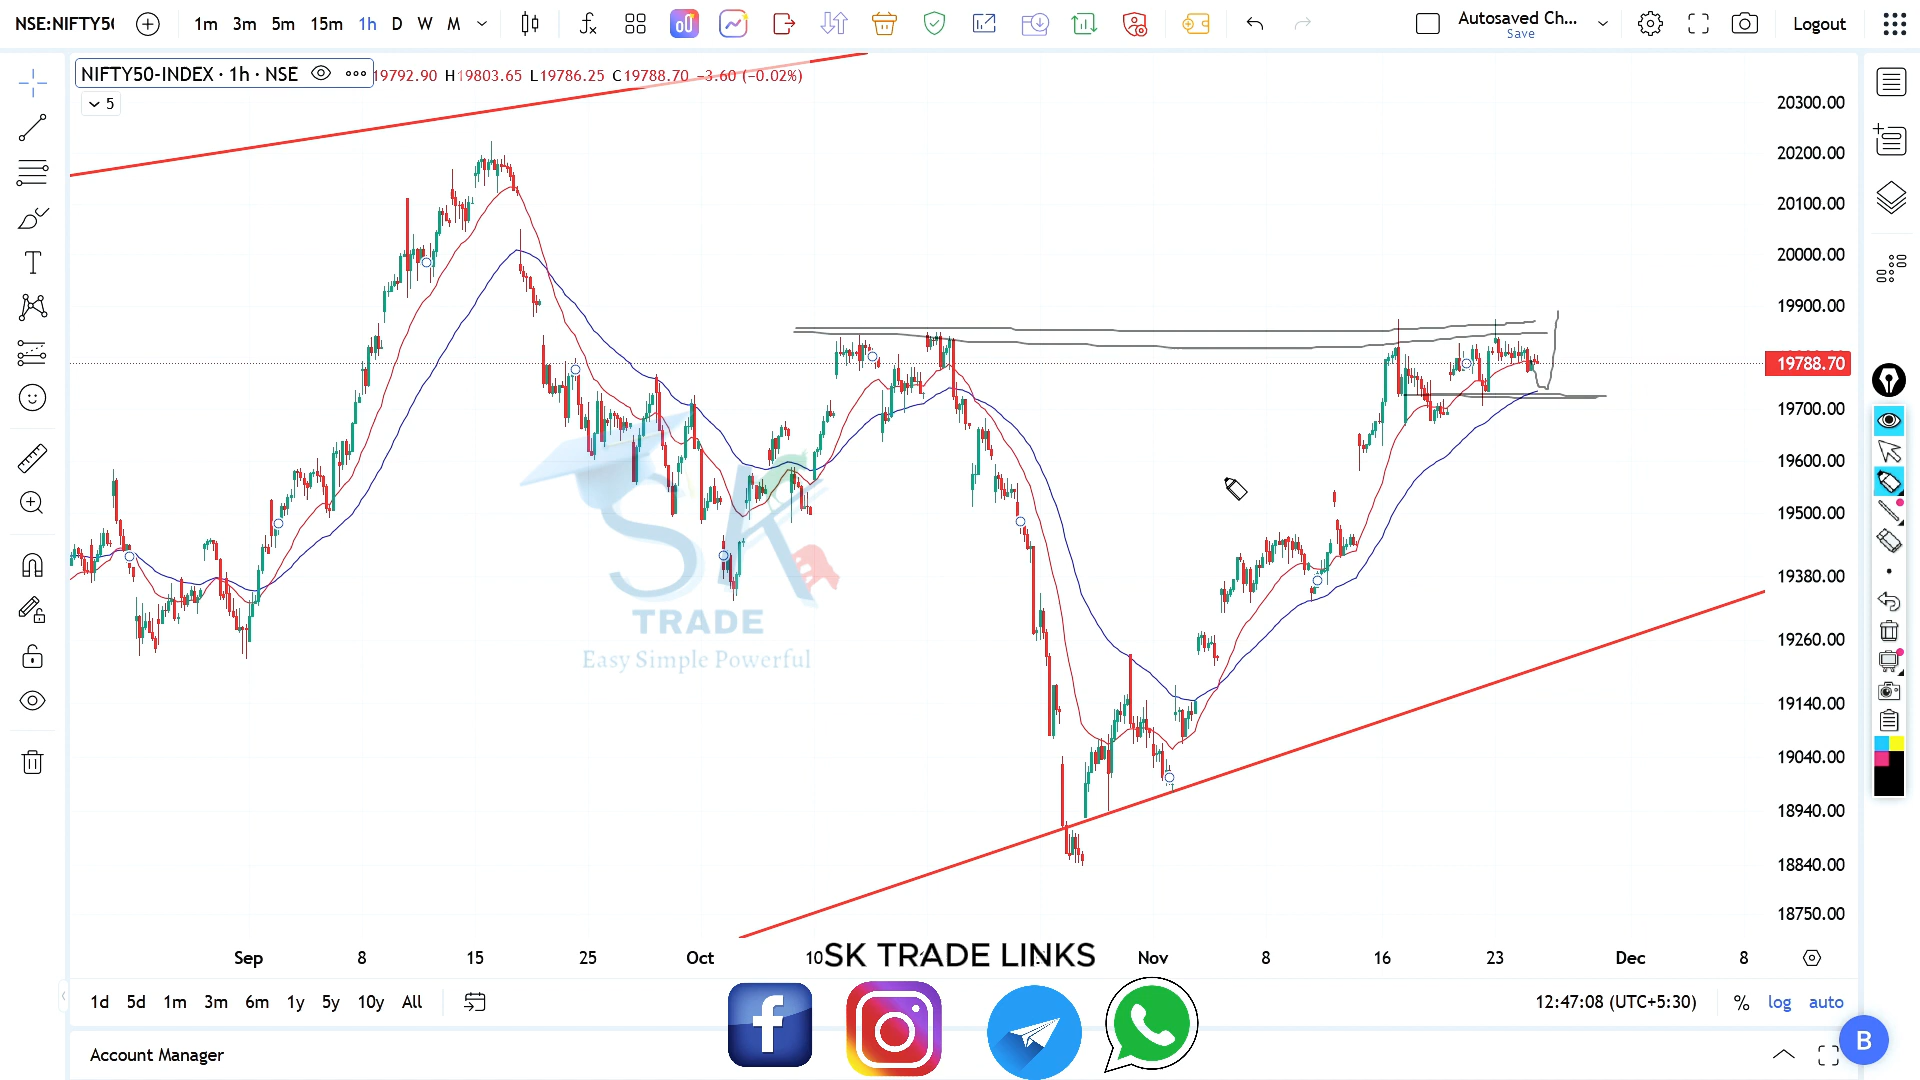 NSE:NIFTY5
1m 3m 5m 15m 1h D W M
Autosaved Ch...
Save
Logout
NIFTY50-INDEX · 1h · NSE
19792.90 H19803.65 L19786.25 C19788.70 −3.60 (−0.02%)
5
20300.00
20200.00
20100.00
20000.00
19900.00
19788.70
19700.00
19600.00
19500.00
19380.00
19260.00
19140.00
19040.00
18940.00
18840.00
18750.00
SK
TRADE
Easy Simple Powerful
Sep 8 15 25 Oct 10 Nov 8 16 23 Dec 8
SK TRADE LINKS
1d 5d 1m 3m 6m 1y 5y 10y All
12:47:08 (UTC+5:30) % log auto
Account Manager
B